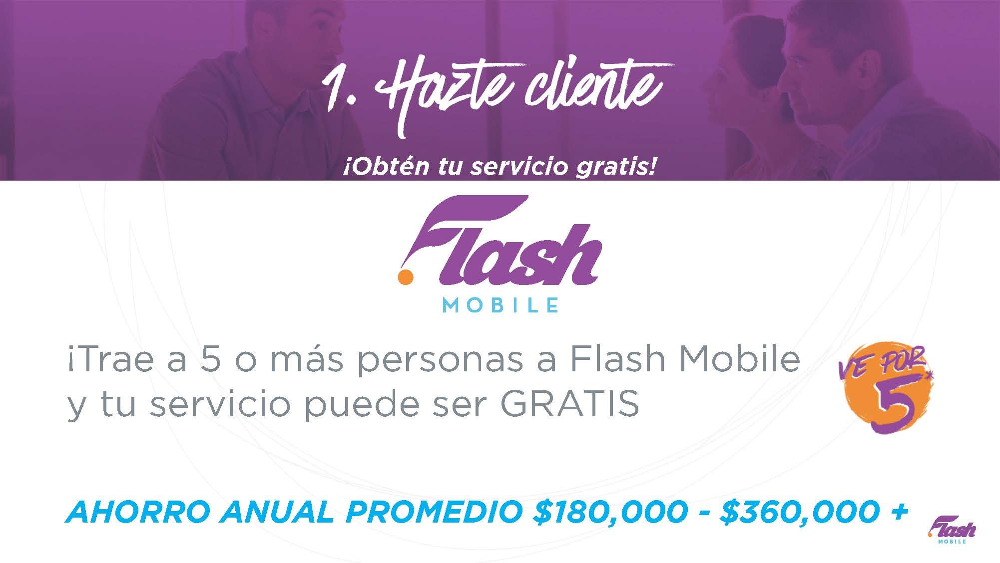 1. Hazte cliente
¡Obtén tu servicio gratis!
Flash
MOBILE
¡Trae a 5 o más personas a Flash Mobile
y tu servicio puede ser GRATIS
VE POR
5*
AHORRO ANUAL PROMEDIO $180,000 - $360,000 +
Flash
MOBILE